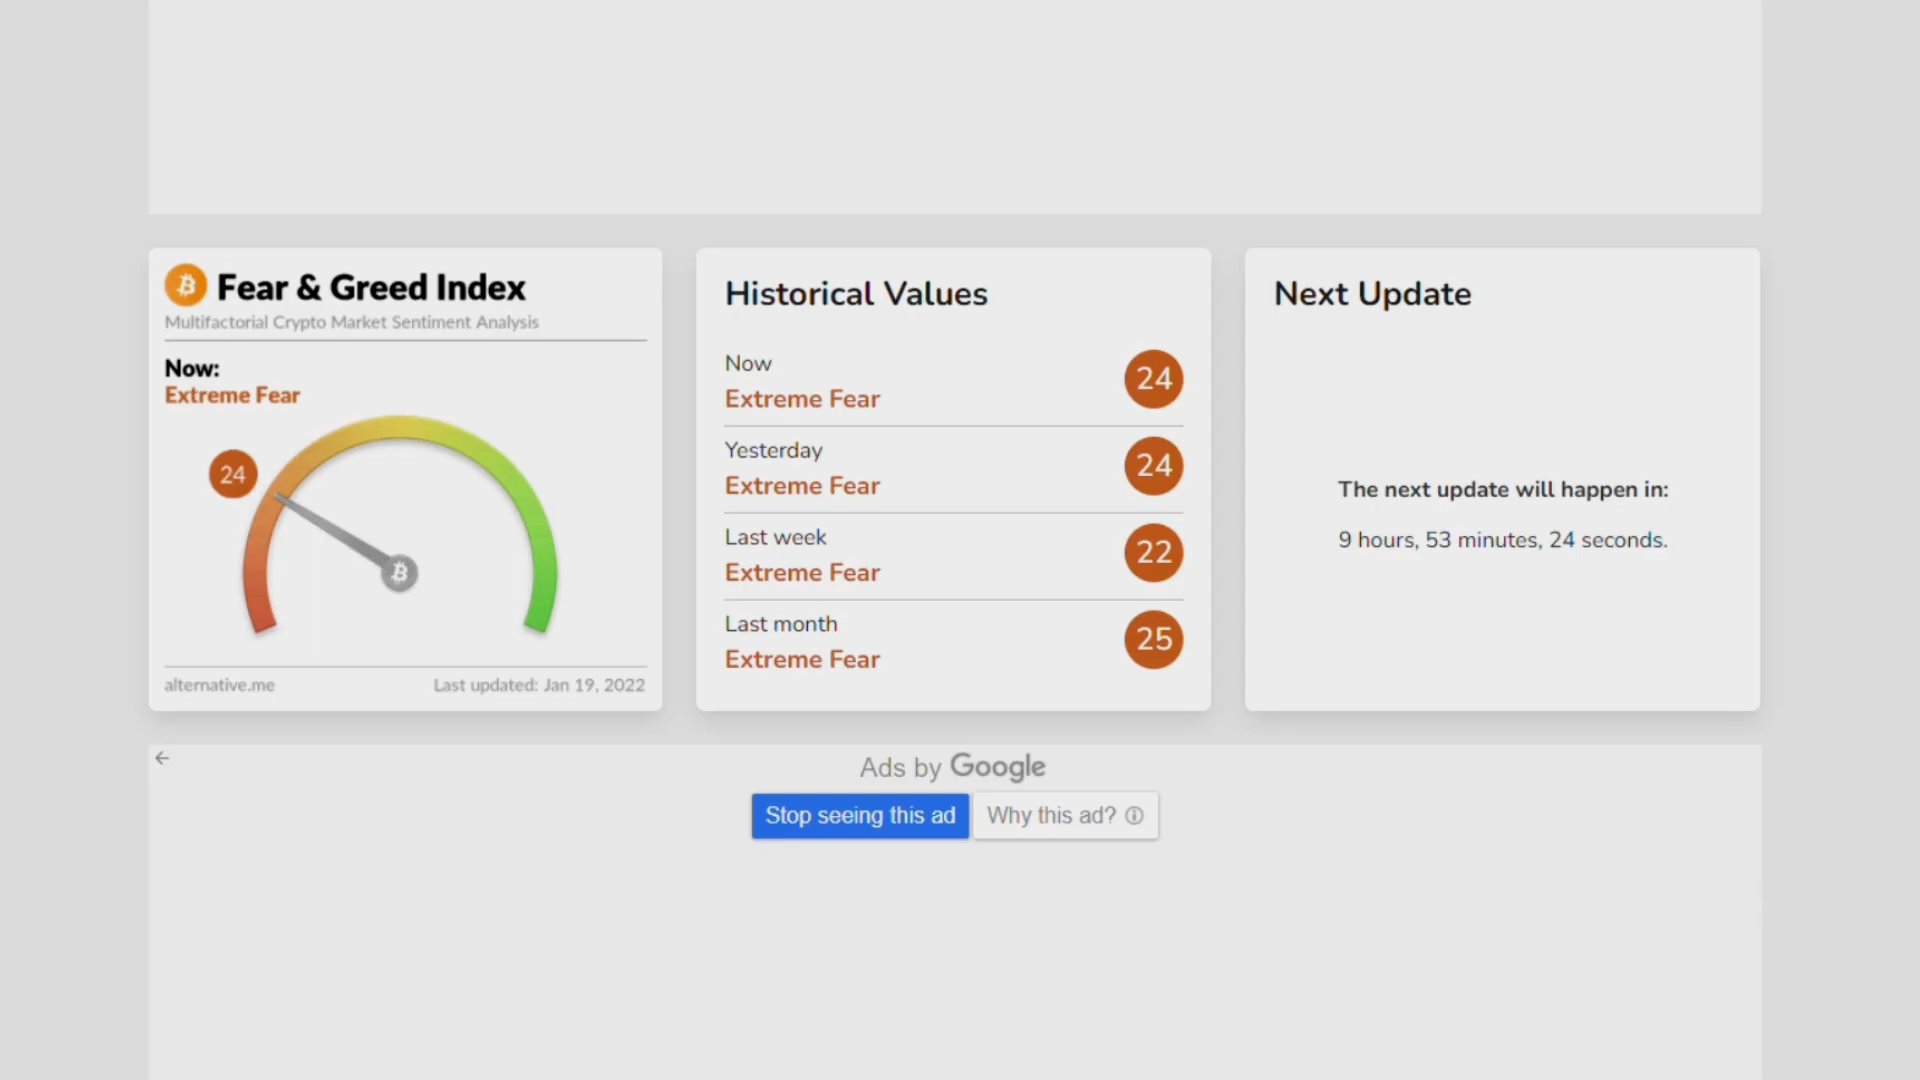 Fear & Greed Index
Multifactorial Crypto Market Sentiment Analysis
Now:
Extreme Fear
24
alternative.me
Last updated: Jan 19, 2022
Historical Values
Now
Extreme Fear
24
Yesterday
Extreme Fear
24
Last week
Extreme Fear
22
Last month
Extreme Fear
25
Next Update
The next update will happen in:
9 hours, 53 minutes, 24 seconds.
Ads by Google
Stop seeing this ad
Why this ad?